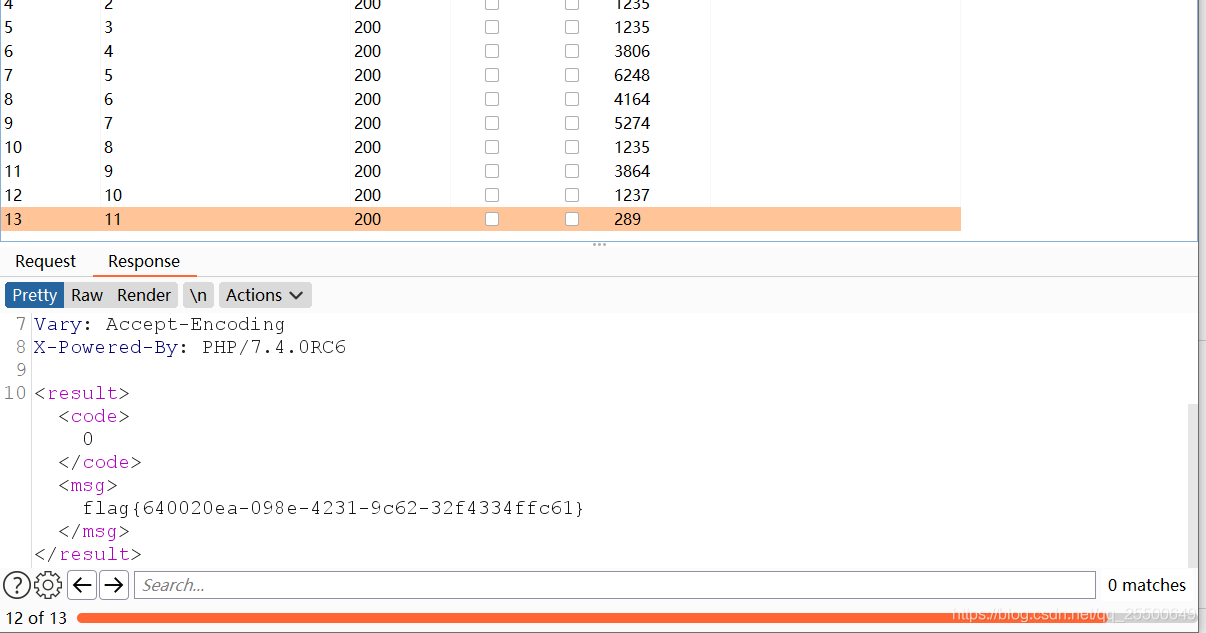 4 2 200 1235
5 3 200 1235
6 4 200 3806
7 5 200 6248
8 6 200 4164
9 7 200 5274
10 8 200 1235
11 9 200 3864
12 10 200 1237
13 11 200 289
Request Response
Pretty Raw Render \n Actions
7 Vary: Accept-Encoding
8 X-Powered-By: PHP/7.4.0RC6
9
10 <result>
<code>
0
</code>
<msg>
flag{640020ea-098e-4231-9c62-32f4334ffc61}
</msg>
</result>
? Search... 0 matches
12 of 13
https://blog.csdn.net/qq_25500649